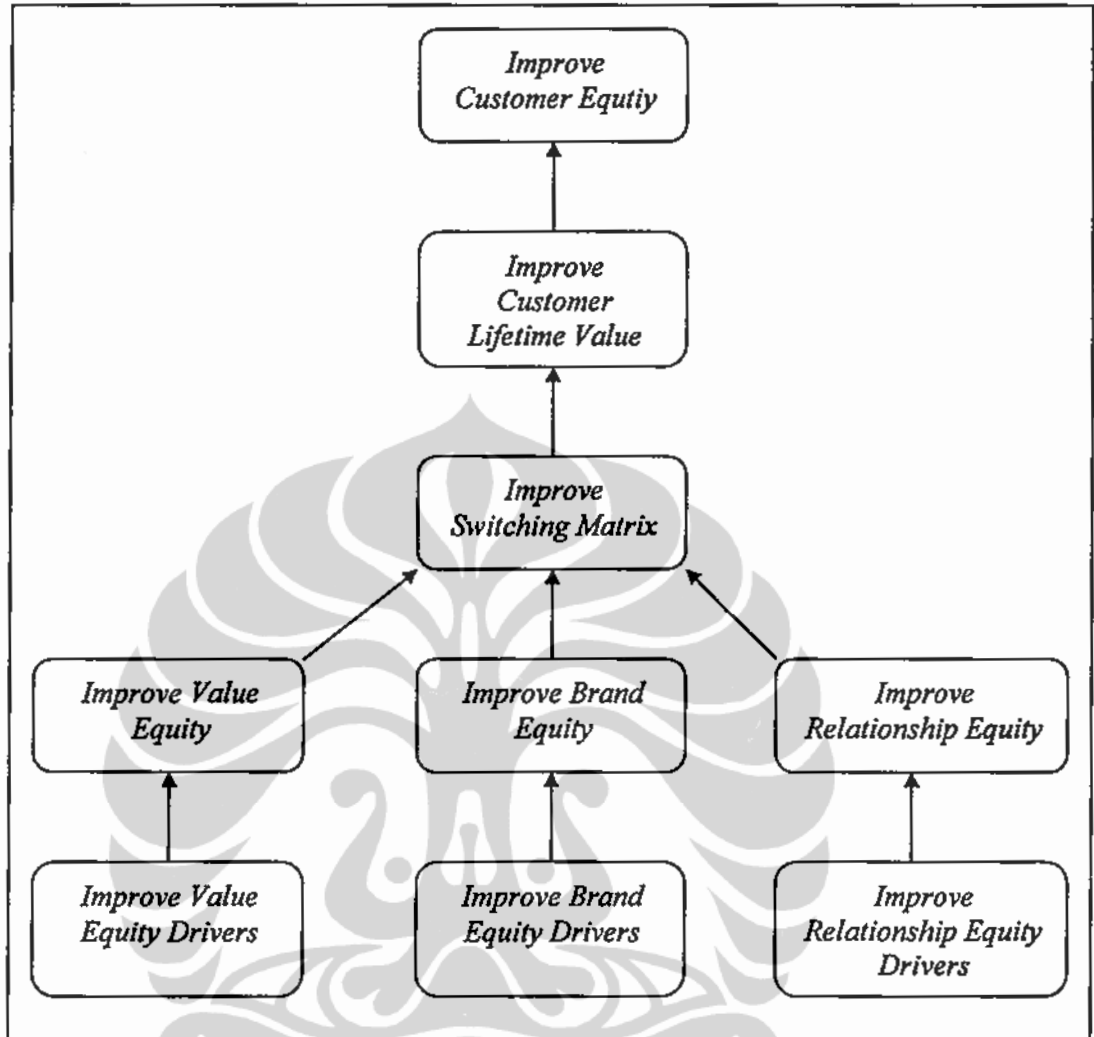 Improve
Customer Equtiy
Improve
Customer
Lifetime Value
Improve
Switching Matrix
Improve Value
Equity
Improve Brand
Equity
Improve
Relationship Equity
Improve Value
Equity Drivers
Improve Brand
Equity Drivers
Improve
Relationship Equity
Drivers